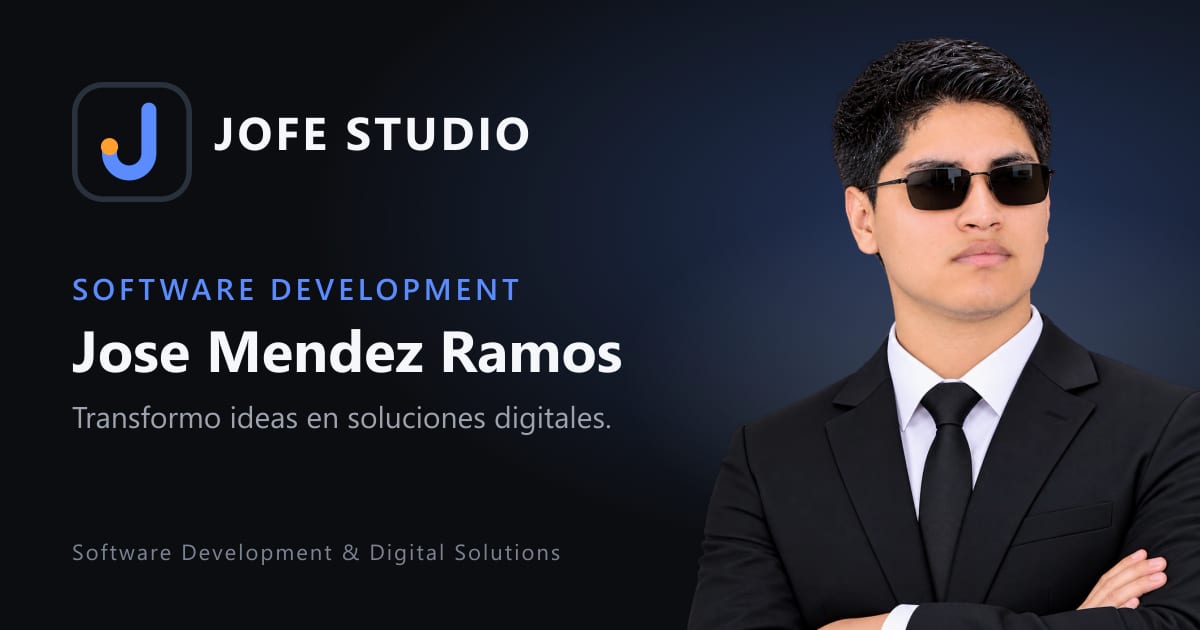 JOFE STUDIO
SOFTWARE DEVELOPMENT
Jose Mendez Ramos
Transformo ideas en soluciones digitales.
Software Development & Digital Solutions